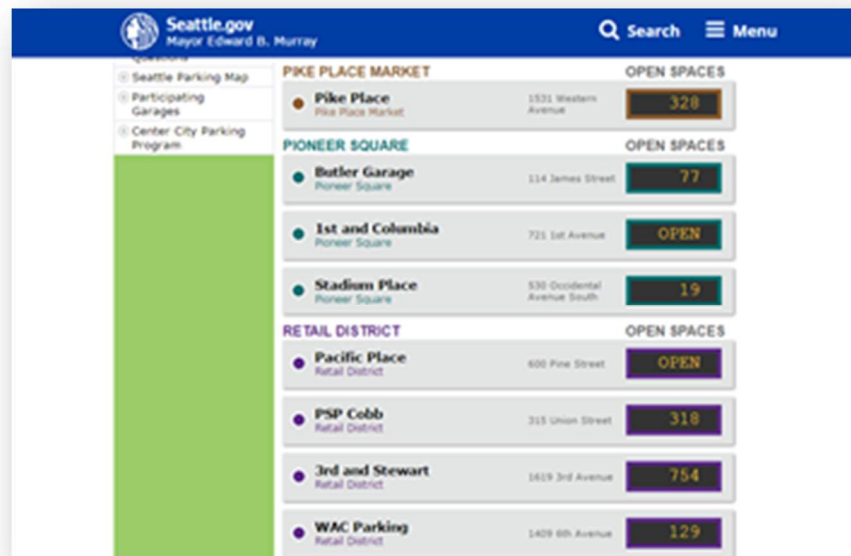 Seattle.gov
Mayor Edward B. Murray
Search
Menu
Questions
Seattle Parking Map
Participating
Garages
Center City Parking
Program
PIKE PLACE MARKET OPEN SPACES
Pike Place
Pike Place Market
1531 Western
Avenue
328
PIONEER SQUARE OPEN SPACES
Butler Garage
Pioneer Square
114 James Street
77
1st and Columbia
Pioneer Square
721 1st Avenue
OPEN
Stadium Place
Pioneer Square
530 Occidental
Avenue South
19
RETAIL DISTRICT OPEN SPACES
Pacific Place
Retail District
600 Pine Street
OPEN
PSP Cobb
Retail District
315 Union Street
318
3rd and Stewart
Retail District
1619 3rd Avenue
754
WAC Parking
Retail District
1409 6th Avenue
129